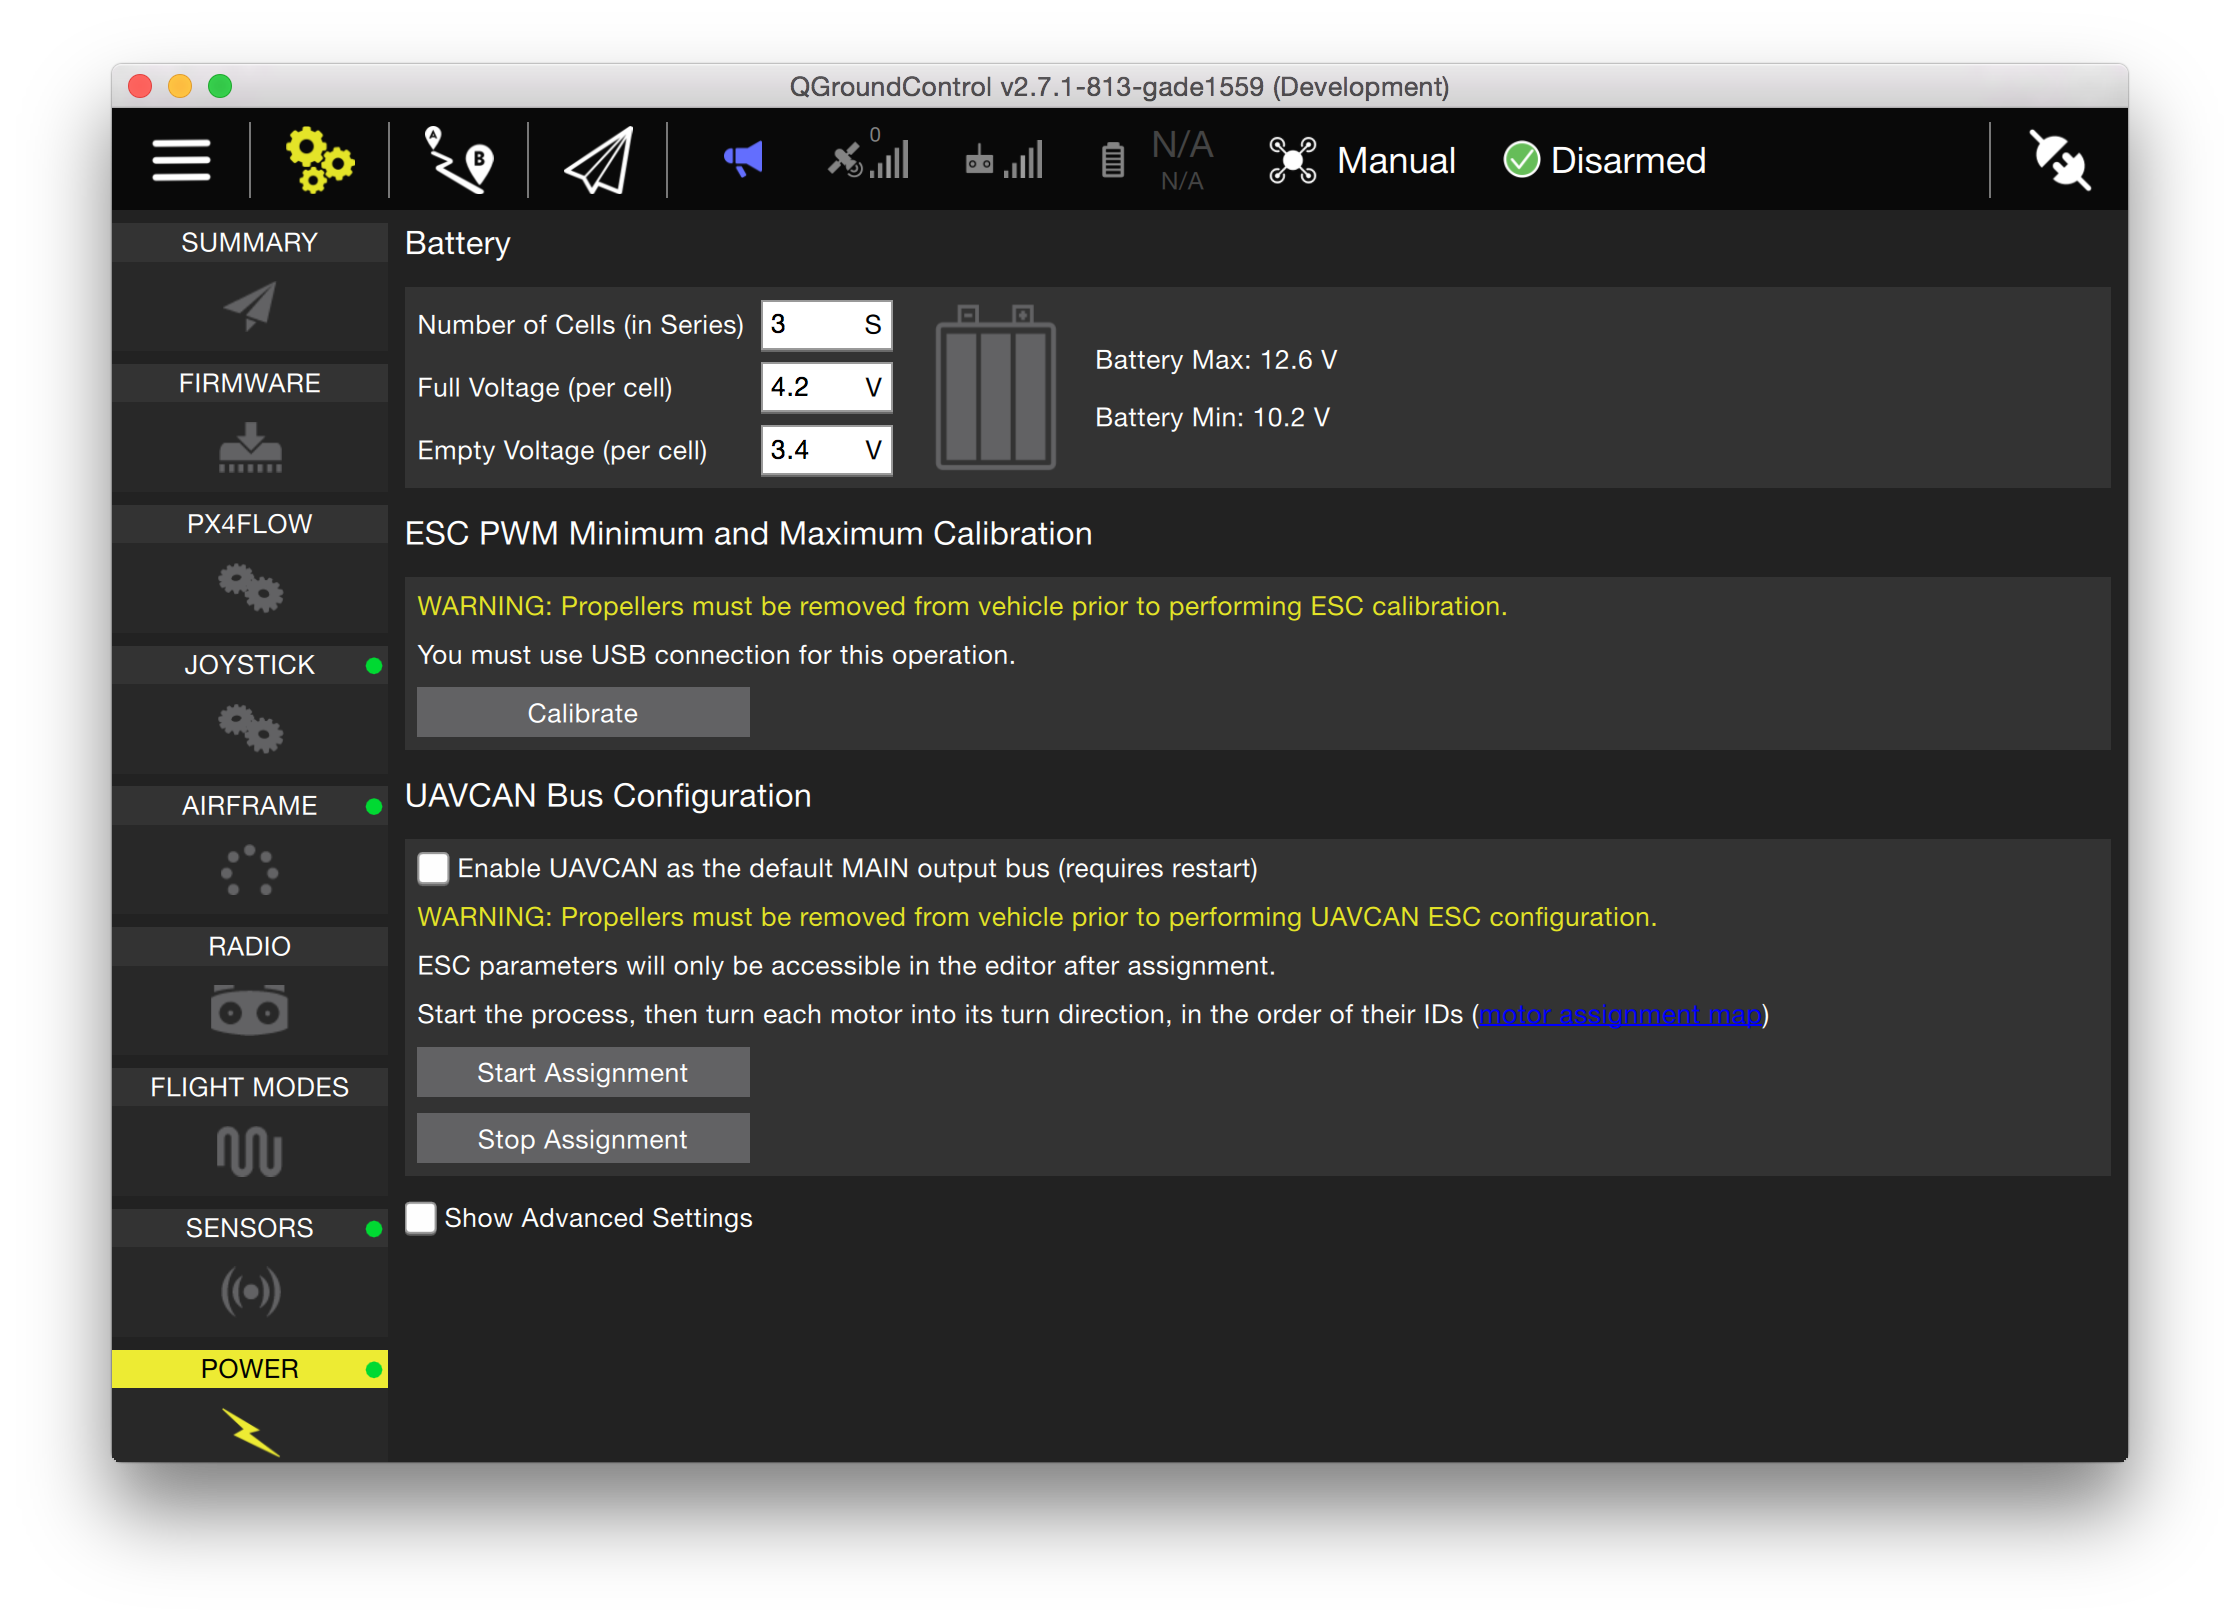 QGroundControl v2.7.1-813-gade1559 (Development)
A
B
0
N/A
N/A
Manual
Disarmed
SUMMARY
FIRMWARE
PX4FLOW
JOYSTICK
AIRFRAME
RADIO
FLIGHT MODES
SENSORS
POWER
Battery
Number of Cells (in Series) 3 S
Full Voltage (per cell) 4.2 V
Empty Voltage (per cell) 3.4 V
Battery Max: 12.6 V
Battery Min: 10.2 V
ESC PWM Minimum and Maximum Calibration
WARNING: Propellers must be removed from vehicle prior to performing ESC calibration.
You must use USB connection for this operation.
Calibrate
UAVCAN Bus Configuration
Enable UAVCAN as the default MAIN output bus (requires restart)
WARNING: Propellers must be removed from vehicle prior to performing UAVCAN ESC configuration.
ESC parameters will only be accessible in the editor after assignment.
Start the process, then turn each motor into its turn direction, in the order of their IDs (motor assignment map)
Start Assignment
Stop Assignment
Show Advanced Settings